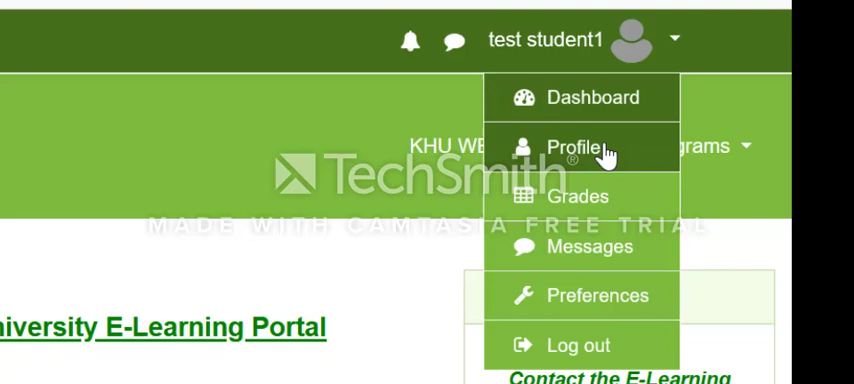 test student1
Dashboard
KHU WE
Profile
grams
TechSmith®
Grades
MADE WITH CAMTASIA FREE TRIAL
Messages
Preferences
niversity E-Learning Portal
Log out
Contact the E-Learning